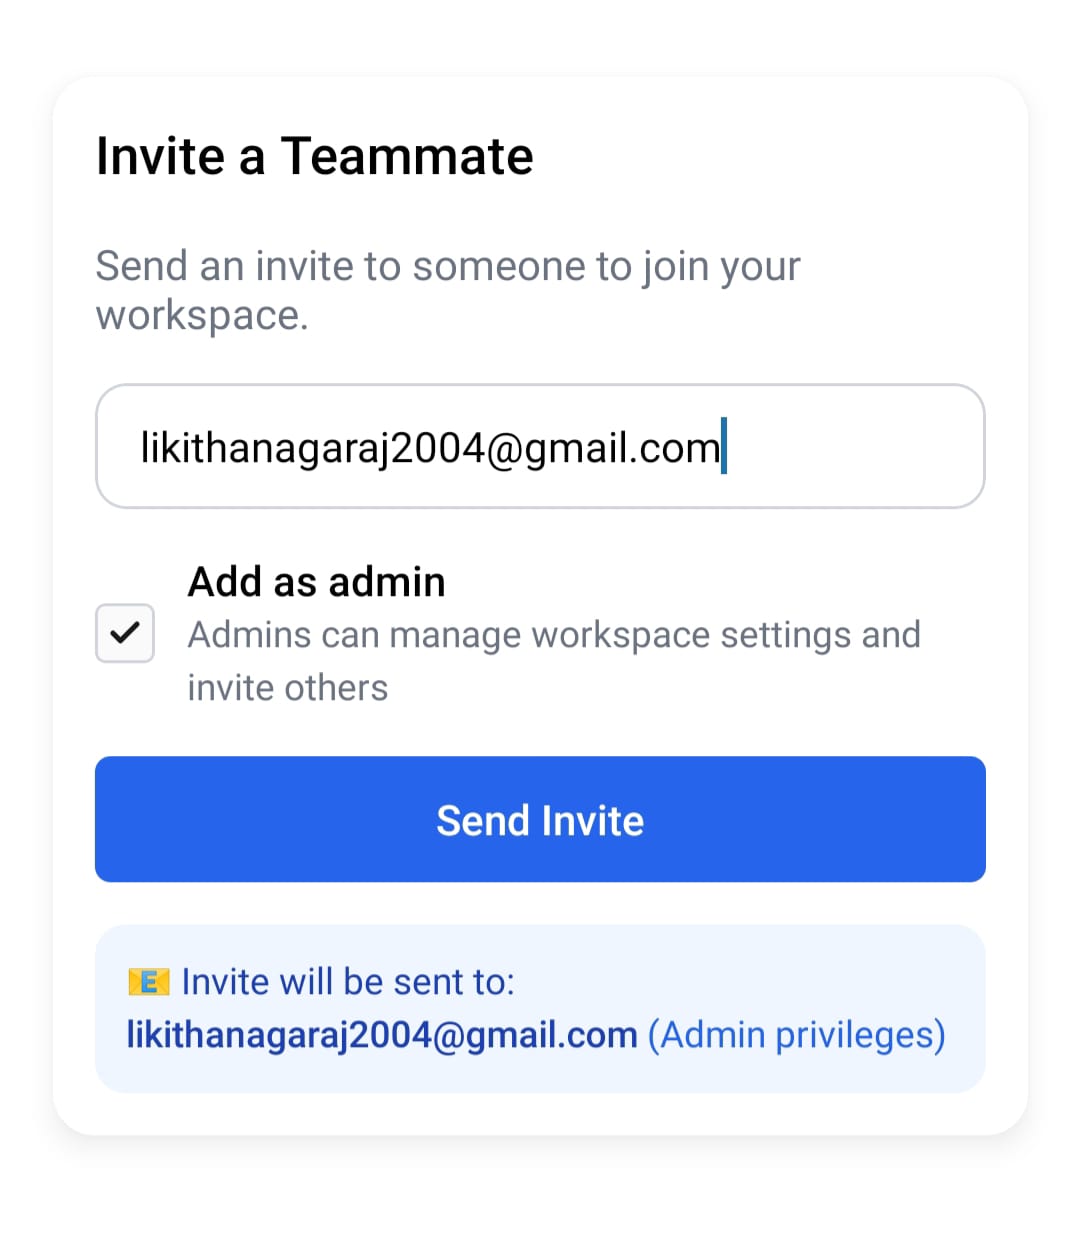 Invite a Teammate
Send an invite to someone to join your
workspace.
likithanagaraj2004@gmail.com
Add as admin
Admins can manage workspace settings and
invite others
Send Invite
📧 Invite will be sent to:
likithanagaraj2004@gmail.com (Admin privileges)